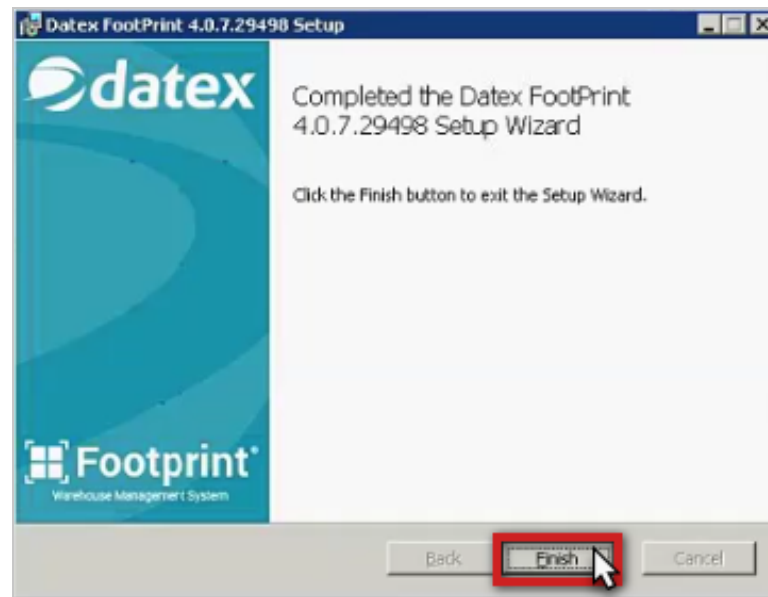 Datex FootPrint 4.0.7.29498 Setup
datex
Completed the Datex FootPrint
4.0.7.29498 Setup Wizard
Click the Finish button to exit the Setup Wizard.
Footprint®
Warehouse Management System
Back
Finish
Cancel